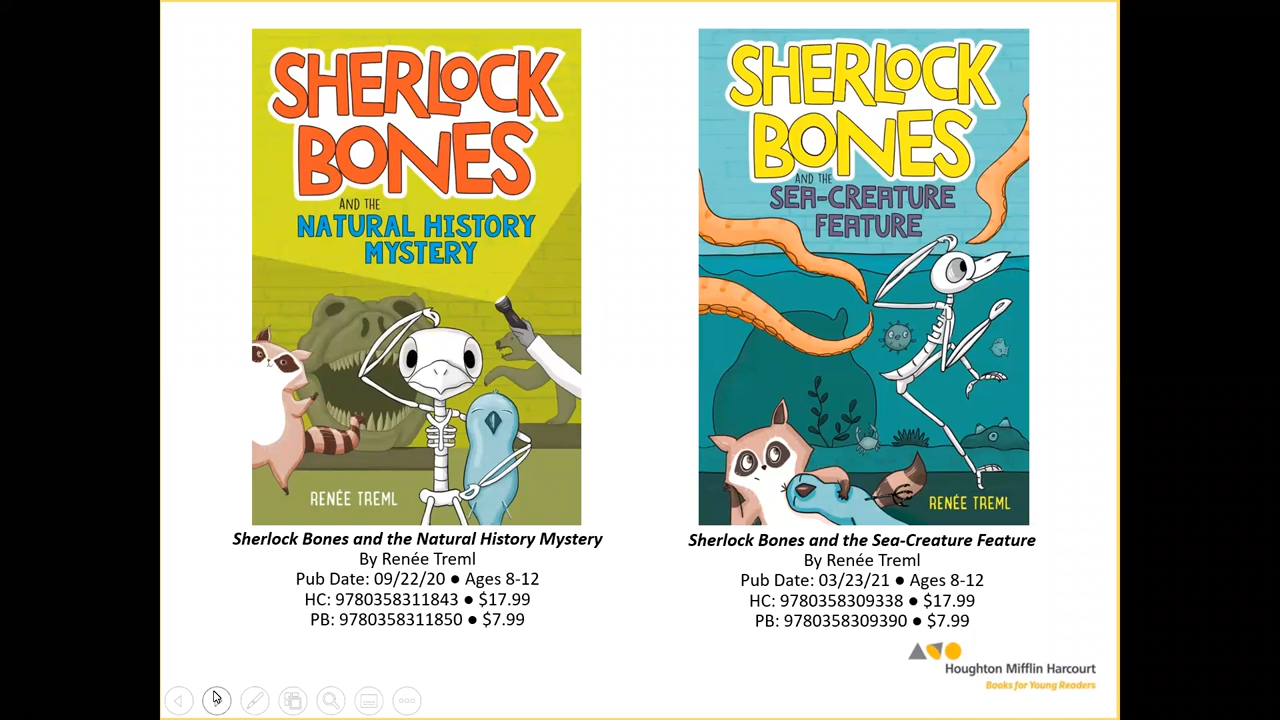 SHERLOCK
BONES
AND THE
NATURAL HISTORY
MYSTERY
RENÉE TREML
Sherlock Bones and the Natural History Mystery
By Renée Treml
Pub Date: 09/22/20 ● Ages 8-12
HC: 9780358311843 ● $17.99
PB: 9780358311850 ● $7.99
SHERLOCK
BONES
AND THE
SEA-CREATURE
FEATURE
RENÉE TREML
Sherlock Bones and the Sea-Creature Feature
By Renée Treml
Pub Date: 03/23/21 ● Ages 8-12
HC: 9780358309338 ● $17.99
PB: 9780358309390 ● $7.99
Houghton Mifflin Harcourt
Books for Young Readers